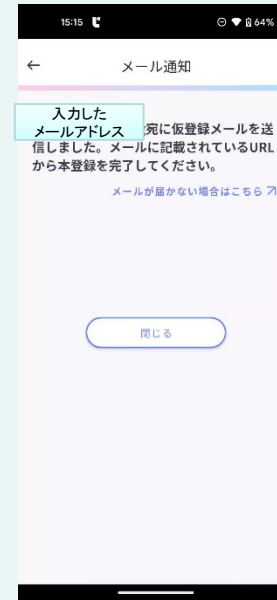 15:15
64%
メール通知
入力した
メールアドレス
宛に仮登録メールを送
信しました。メールに記載されているURL
から本登録を完了してください。
メールが届かない場合はこちら
閉じる